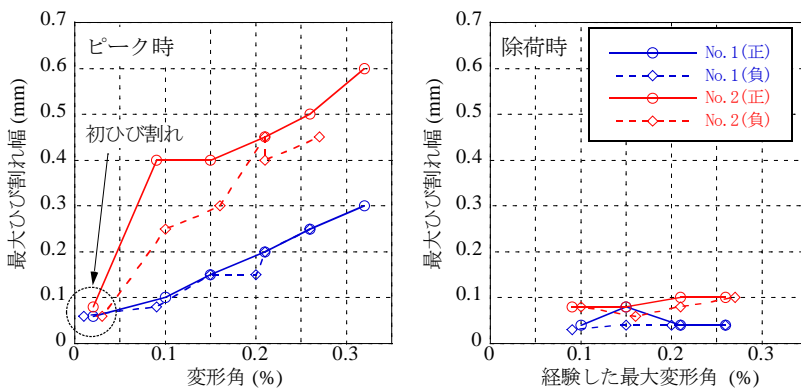 ピーク時
初ひび割れ
最大ひび割れ幅 (mm)
0.7
0.6
0.5
0.4
0.3
0.2
0.1
0
0 0.1 0.2 0.3
変形角 (%)
除荷時
No.1(正)
No.1(負)
No.2(正)
No.2(負)
最大ひび割れ幅 (mm)
0.7
0.6
0.5
0.4
0.3
0.2
0.1
0
0 0.1 0.2 0.3
経験した最大変形角 (%)